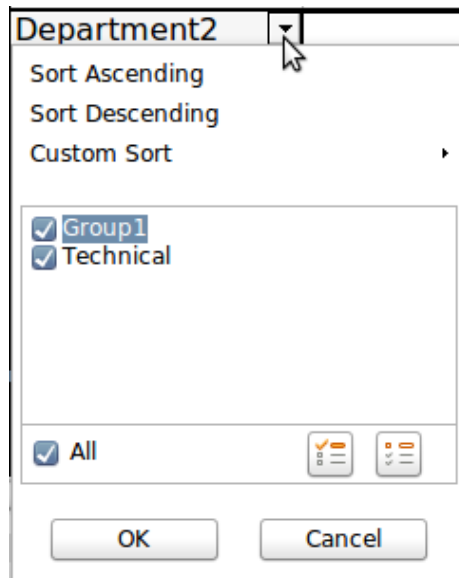 Department2
Sort Ascending
Sort Descending
Custom Sort
Group1
Technical
All
OK Cancel